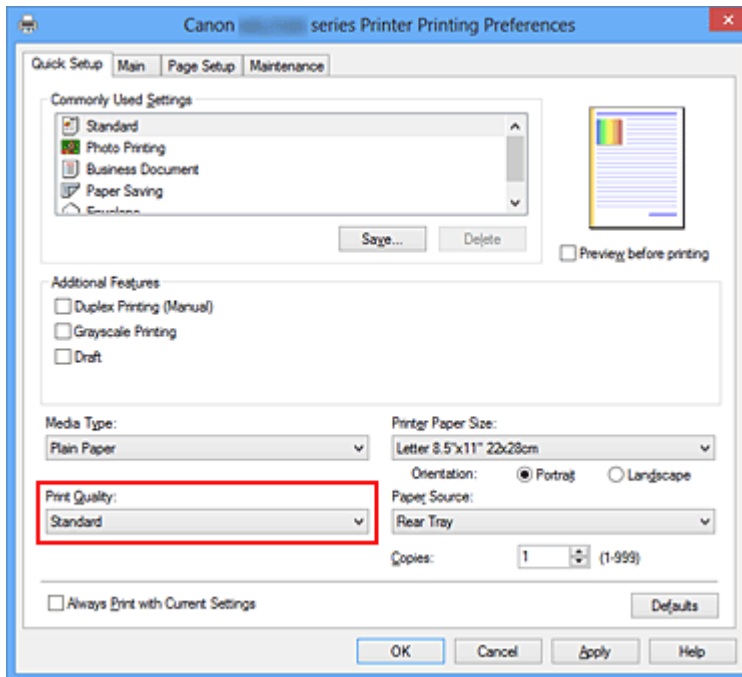 Canon series Printer Printing Preferences
Quick Setup Main Page Setup Maintenance
Commonly Used Settings
Standard
Photo Printing
Business Document
Paper Saving
Envelope
Save... Delete
Preview before printing
Additional Features
Duplex Printing (Manual)
Grayscale Printing
Draft
Media Type: Printer Paper Size:
Plain Paper Letter 8.5"x11" 22x28cm
Orientation: Portrait Landscape
Print Quality: Paper Source:
Standard Rear Tray
Copies: 1 (1-999)
Always Print with Current Settings Defaults
OK Cancel Apply Help